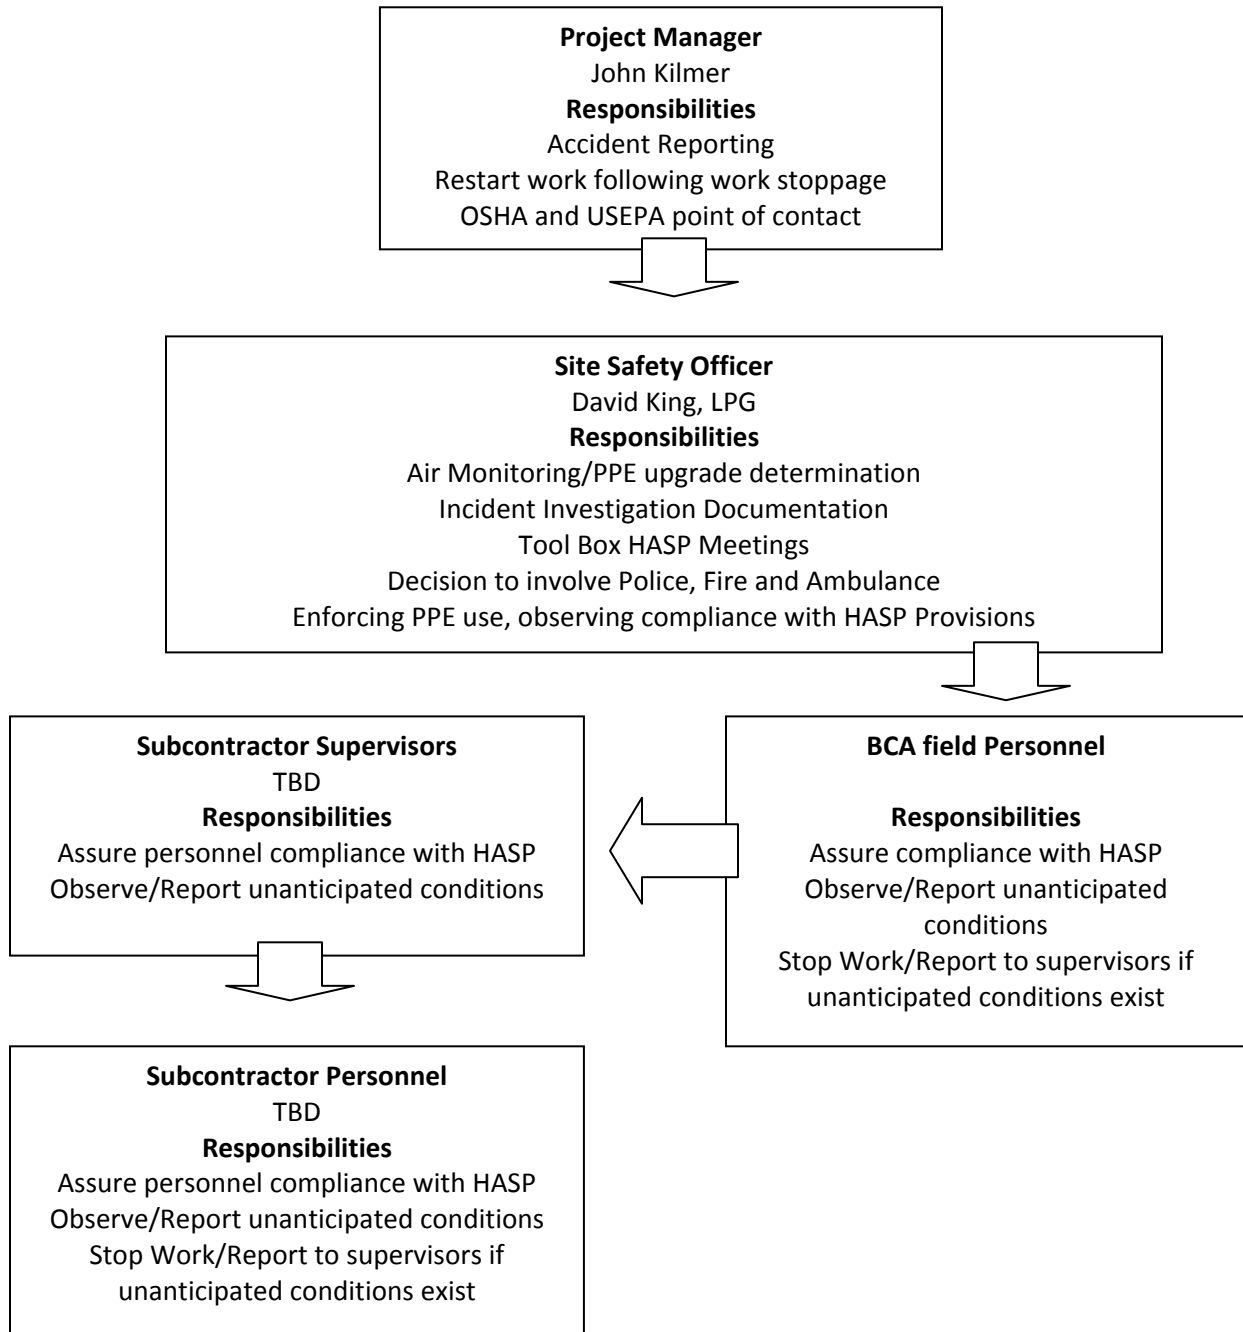 Project Manager
John Kilmer
Responsibilities
Accident Reporting
Restart work following work stoppage
OSHA and USEPA point of contact
Site Safety Officer
David King, LPG
Responsibilities
Air Monitoring/PPE upgrade determination
Incident Investigation Documentation
Tool Box HASP Meetings
Decision to involve Police, Fire and Ambulance
Enforcing PPE use, observing compliance with HASP Provisions
BCA field Personnel
Responsibilities
Assure compliance with HASP
Observe/Report unanticipated
conditions
Stop Work/Report to supervisors if
unanticipated conditions exist
Subcontractor Supervisors
TBD
Responsibilities
Assure personnel compliance with HASP
Observe/Report unanticipated conditions
Subcontractor Personnel
TBD
Responsibilities
Assure personnel compliance with HASP
Observe/Report unanticipated conditions
Stop Work/Report to supervisors if
unanticipated conditions exist